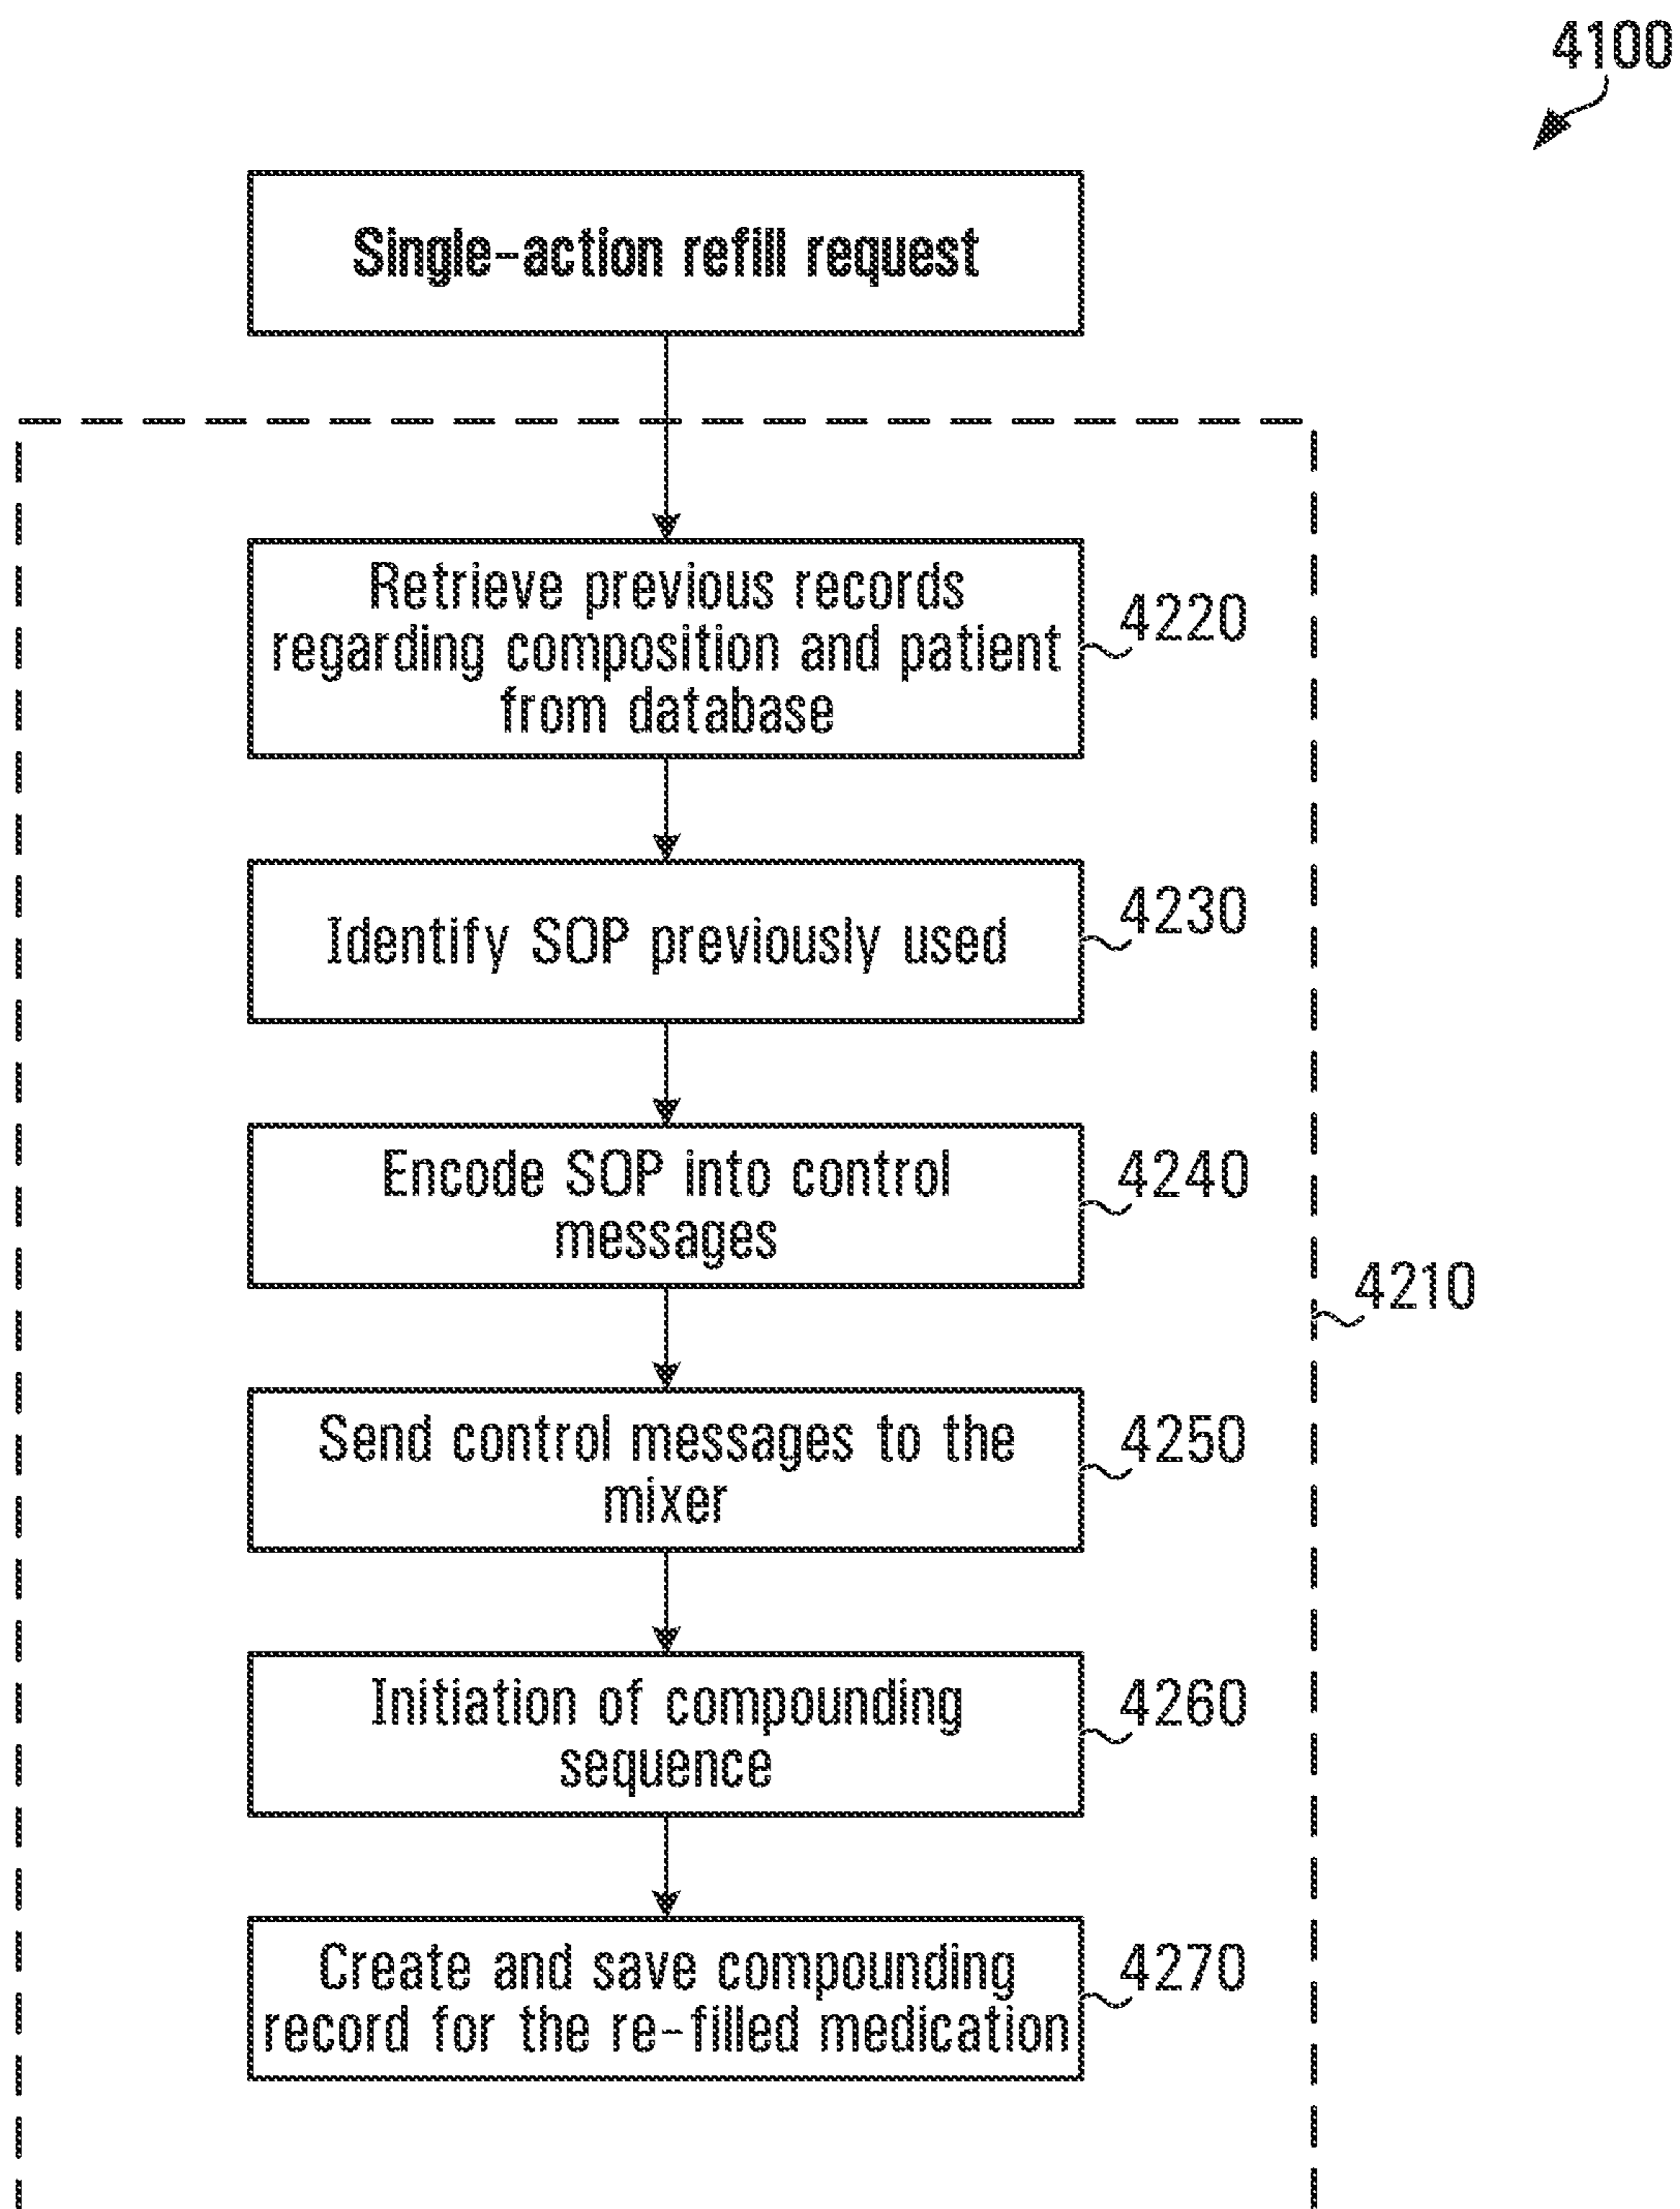 4100
Single-action refill request
Retrieve previous records
regarding composition and patient
from database
4220
Identify SOP previously used
4230
Encode SOP into control
messages
4240
4210
Send control messages to the
mixer
4250
Initiation of compounding
sequence
4260
Create and save compounding
record for the re-filled medication
4270